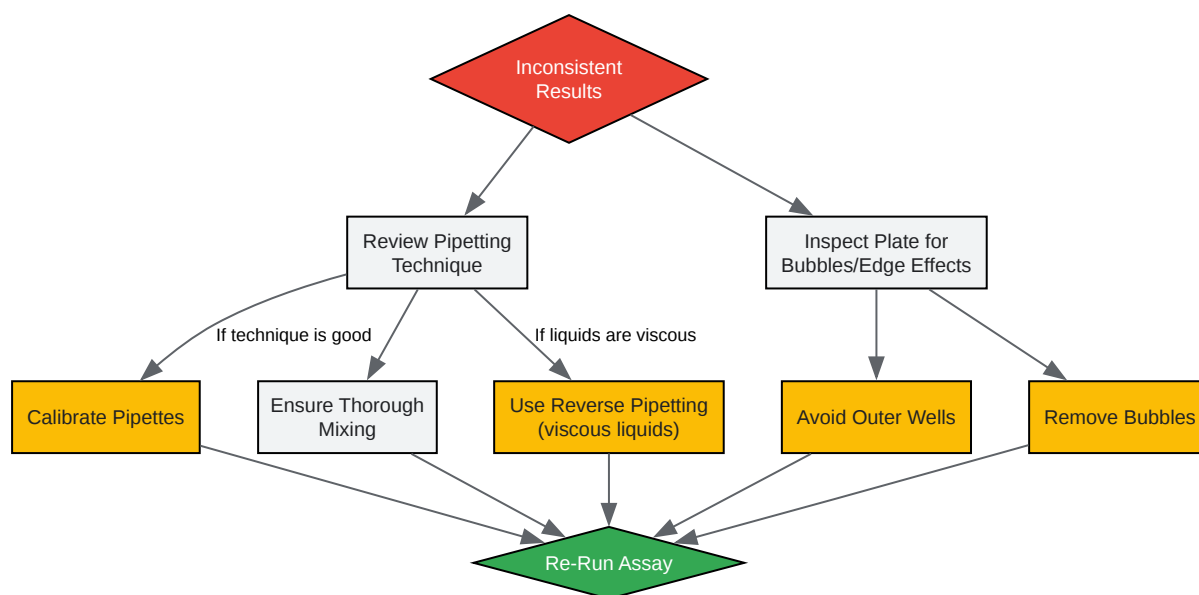 Inconsistent
Results
Review Pipetting
Technique
Inspect Plate for
Bubbles/Edge Effects
If technique is good
If liquids are viscous
Calibrate Pipettes
Ensure Thorough
Mixing
Use Reverse Pipetting
(viscous liquids)
Avoid Outer Wells
Remove Bubbles
Re-Run Assay